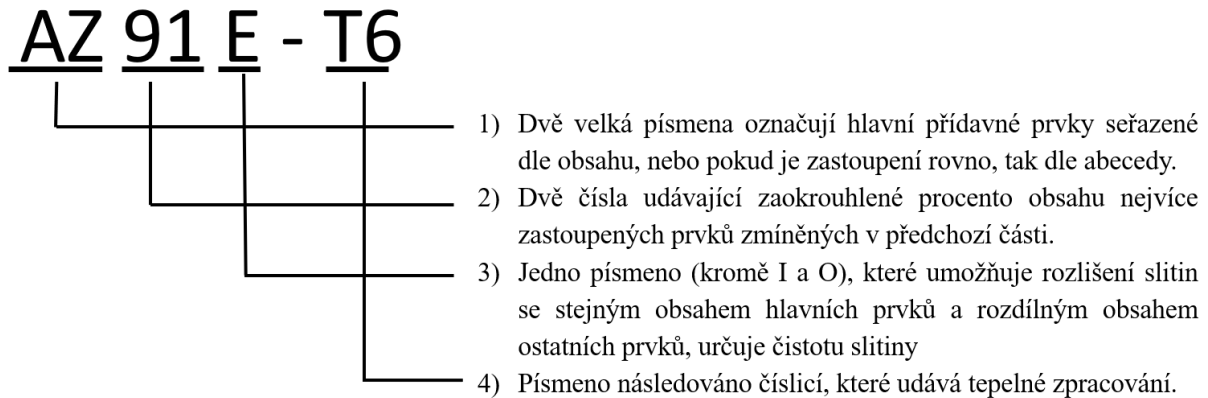 AZ 91 E - T6
1) Dvě velká písmena označují hlavní přídavné prvky seřazené
dle obsahu, nebo pokud je zastoupení rovno, tak dle abecedy.
2) Dvě čísla udávající zaokrouhlené procento obsahu nejvíce
zastoupených prvků zmíněných v předchozí části.
3) Jedno písmeno (kromě I a O), které umožňuje rozlišení slitin
se stejným obsahem hlavních prvků a rozdílným obsahem
ostatních prvků, určuje čistotu slitiny
4) Písmeno následováno číslicí, které udává tepelné zpracování.